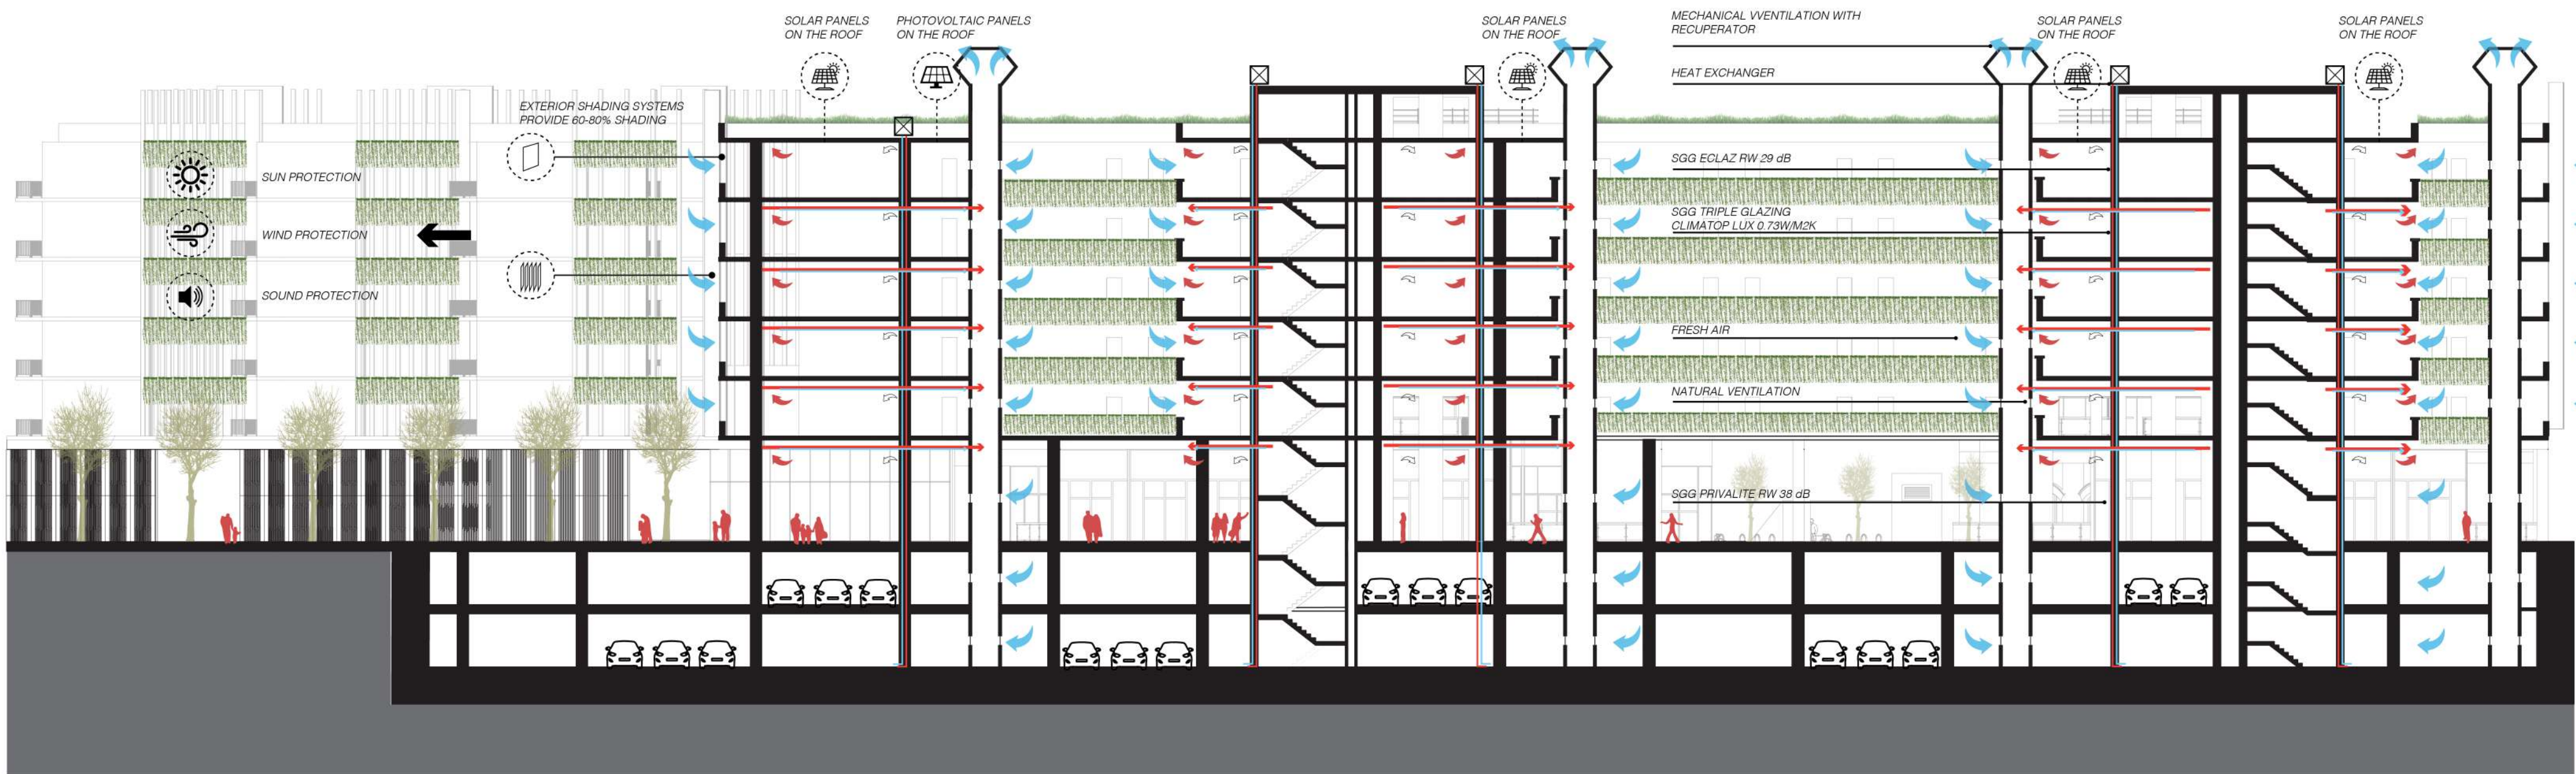 SOLAR PANELS
ON THE ROOF
PHOTOVOLTAIC PANELS
ON THE ROOF
SOLAR PANELS
ON THE ROOF
MECHANICAL VVENTILATION WITH
RECUPERATOR
SOLAR PANELS
ON THE ROOF
SOLAR PANELS
ON THE ROOF
HEAT EXCHANGER
EXTERIOR SHADING SYSTEMS
PROVIDE 60-80% SHADING
SUN PROTECTION
WIND PROTECTION
SOUND PROTECTION
SGG ECLAZ RW 29 dB
SGG TRIPLE GLAZING
CLIMATOP LUX 0.73W/M2K
FRESH AIR
NATURAL VENTILATION
SGG PRIVALITE RW 38 dB